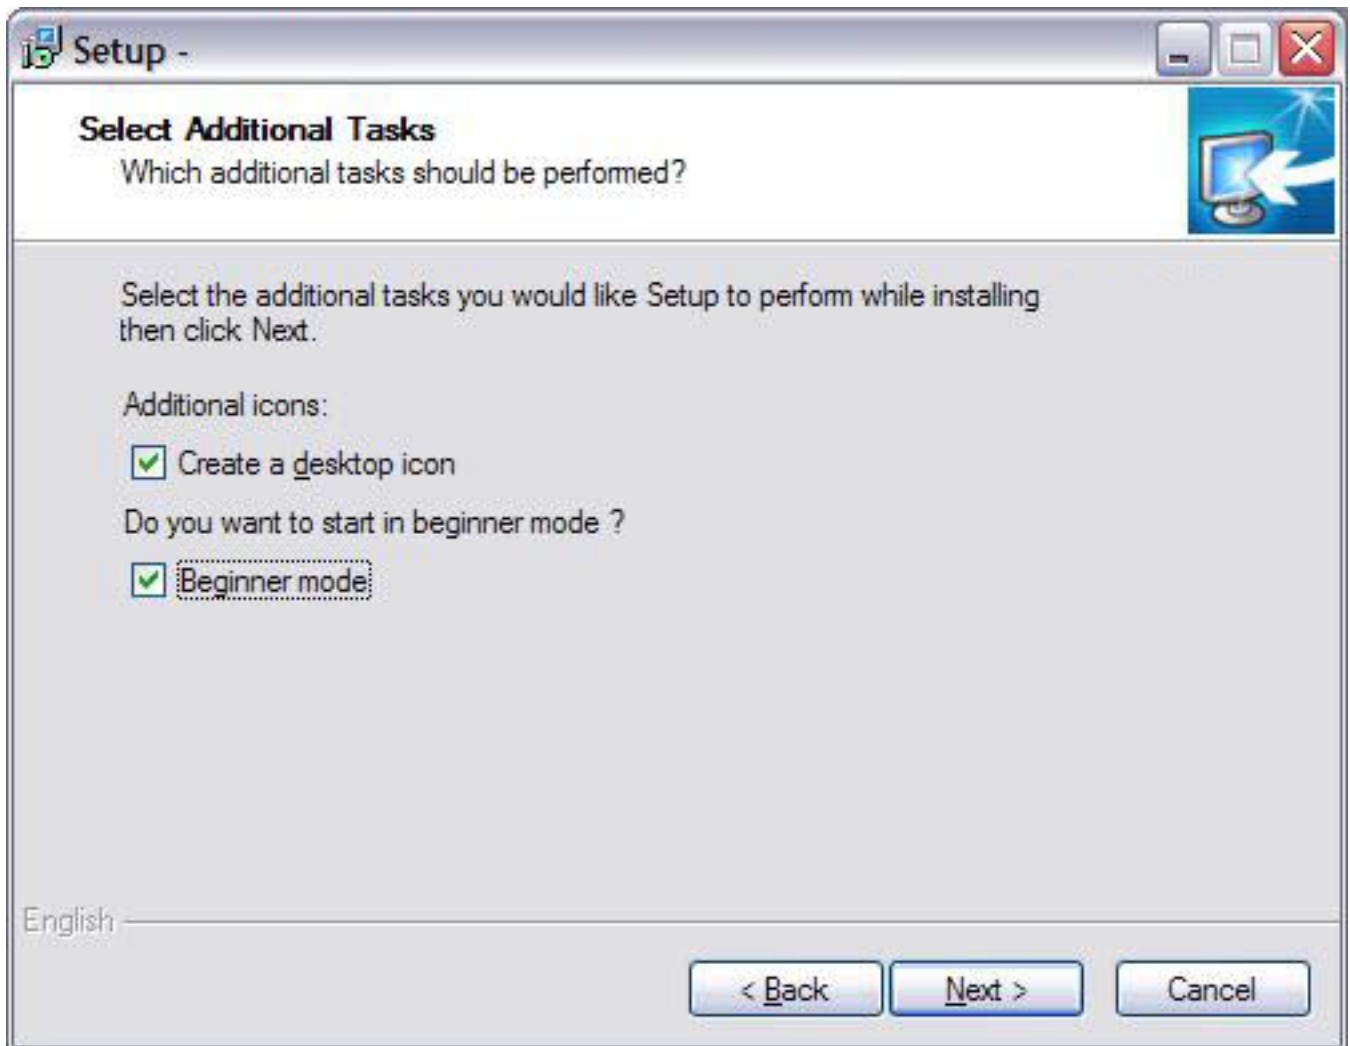 Setup -
Select Additional Tasks
Which additional tasks should be performed?
Select the additional tasks you would like Setup to perform while installing
then click Next.
Additional icons:
Create a desktop icon
Do you want to start in beginner mode ?
Beginner mode
English
< Back
Next >
Cancel